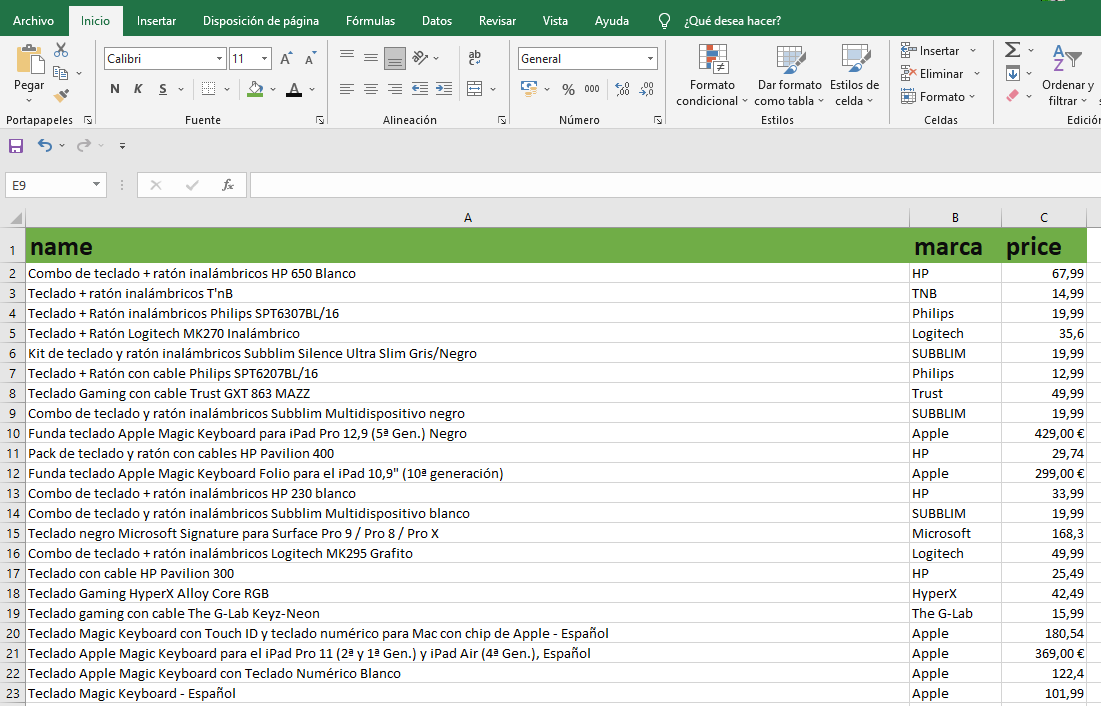 Archivo Inicio Insertar Disposición de página Fórmulas Datos Revisar Vista Ayuda ¿Qué desea hacer?
Pegar
Portapapeles
Calibri 11 A A
N K S A
Fuente
ab
Alineación
General
% 000
Número
Formato condicional
Dar formato como tabla
Estilos de celda
Estilos
Insertar
Eliminar
Formato
Celdas
Ordenar y
filtrar
Edición
E9 fx
A B C
1 name marca price
2 Combo de teclado + ratón inalámbricos HP 650 Blanco HP 67,99
3 Teclado + ratón inalámbricos T'nB TNB 14,99
4 Teclado + Ratón inalámbricos Philips SPT6307BL/16 Philips 19,99
5 Teclado + Ratón Logitech MK270 Inalámbrico Logitech 35,6
6 Kit de teclado y ratón inalámbricos Subblim Silence Ultra Slim Gris/Negro SUBBLIM 19,99
7 Teclado + Ratón con cable Philips SPT6207BL/16 Philips 12,99
8 Teclado Gaming con cable Trust GXT 863 MAZZ Trust 49,99
9 Combo de teclado y ratón inalámbricos Subblim Multidispositivo negro SUBBLIM 19,99
10 Funda teclado Apple Magic Keyboard para iPad Pro 12,9 (5ª Gen.) Negro Apple 429,00 €
11 Pack de teclado y ratón con cables HP Pavilion 400 HP 29,74
12 Funda teclado Apple Magic Keyboard Folio para el iPad 10,9" (10ª generación) Apple 299,00 €
13 Combo de teclado + ratón inalámbricos HP 230 blanco HP 33,99
14 Combo de teclado y ratón inalámbricos Subblim Multidispositivo blanco SUBBLIM 19,99
15 Teclado negro Microsoft Signature para Surface Pro 9 / Pro 8 / Pro X Microsoft 168,3
16 Combo de teclado + ratón inalámbricos Logitech MK295 Grafito Logitech 49,99
17 Teclado con cable HP Pavilion 300 HP 25,49
18 Teclado Gaming HyperX Alloy Core RGB HyperX 42,49
19 Teclado gaming con cable The G-Lab Keyz-Neon The G-Lab 15,99
20 Teclado Magic Keyboard con Touch ID y teclado numérico para Mac con chip de Apple - Español Apple 180,54
21 Teclado Apple Magic Keyboard para el iPad Pro 11 (2ª y 1ª Gen.) y iPad Air (4ª Gen.), Español Apple 369,00 €
22 Teclado Apple Magic Keyboard con Teclado Numérico Blanco Apple 122,4
23 Teclado Magic Keyboard - Español Apple 101,99